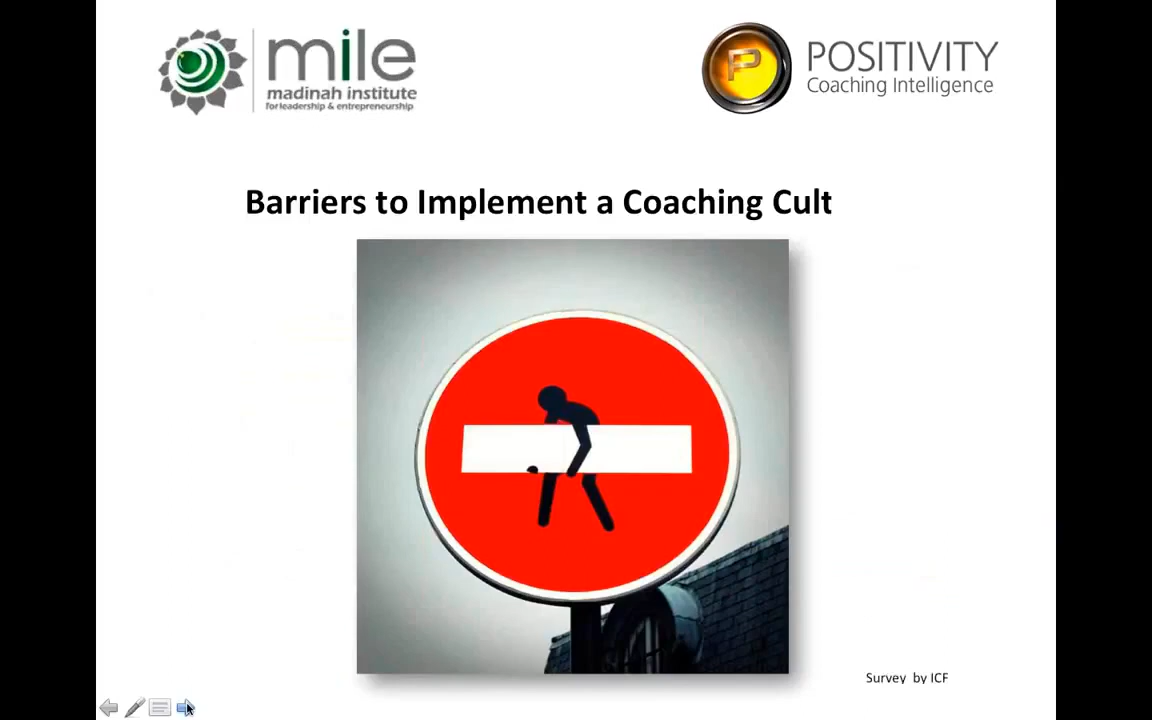 mile
madinah institute
for leadership & entrepreneurship
P
POSITIVITY
Coaching Intelligence
Barriers to Implement a Coaching Cult
Survey by ICF